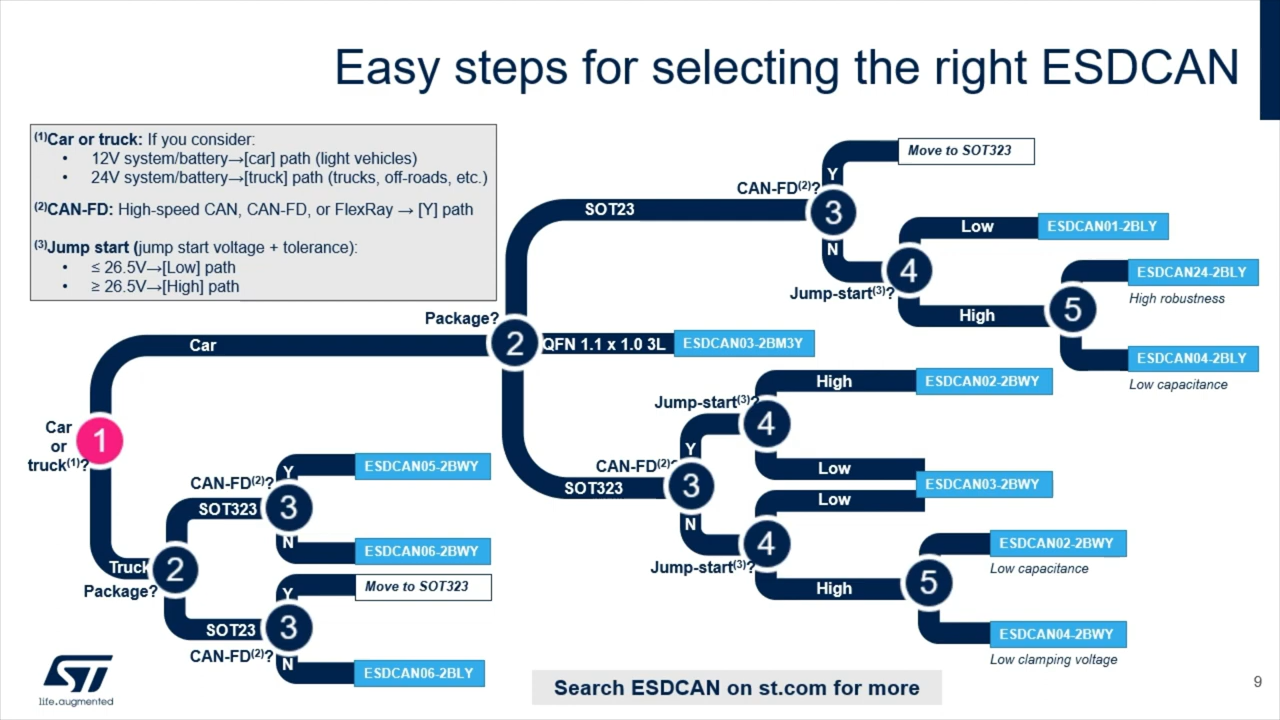 Easy steps for selecting the right ESDCAN
(1)Car or truck: If you consider:
• 12V system/battery→[car] path (light vehicles)
• 24V system/battery→[truck] path (trucks, off-roads, etc.)
(2)CAN-FD: High-speed CAN, CAN-FD, or FlexRay → [Y] path
(3)Jump start (jump start voltage + tolerance):
• ≤ 26.5V→[Low] path
• ≥ 26.5V→[High] path
Car
or
truck(1)?
1
Car
Package?
2
SOT23
CAN-FD(2)?
3
Y
Move to SOT323
N
Jump-start(3)?
4
Low
ESDCAN01-2BLY
High
5
ESDCAN24-2BLY
High robustness
ESDCAN04-2BLY
Low capacitance
QFN 1.1 x 1.0 3L
ESDCAN03-2BM3Y
SOT323
CAN-FD(2)?
3
Y
Jump-start(3)?
4
High
ESDCAN02-2BWY
Low
ESDCAN03-2BWY
N
Jump-start(3)?
4
Low
High
5
ESDCAN02-2BWY
Low capacitance
ESDCAN04-2BWY
Low clamping voltage
Truck
Package?
2
SOT323
CAN-FD(2)?
3
Y
ESDCAN05-2BWY
N
ESDCAN06-2BWY
SOT23
CAN-FD(2)?
3
Y
Move to SOT323
N
ESDCAN06-2BLY
ST
life.augmented
Search ESDCAN on st.com for more
9